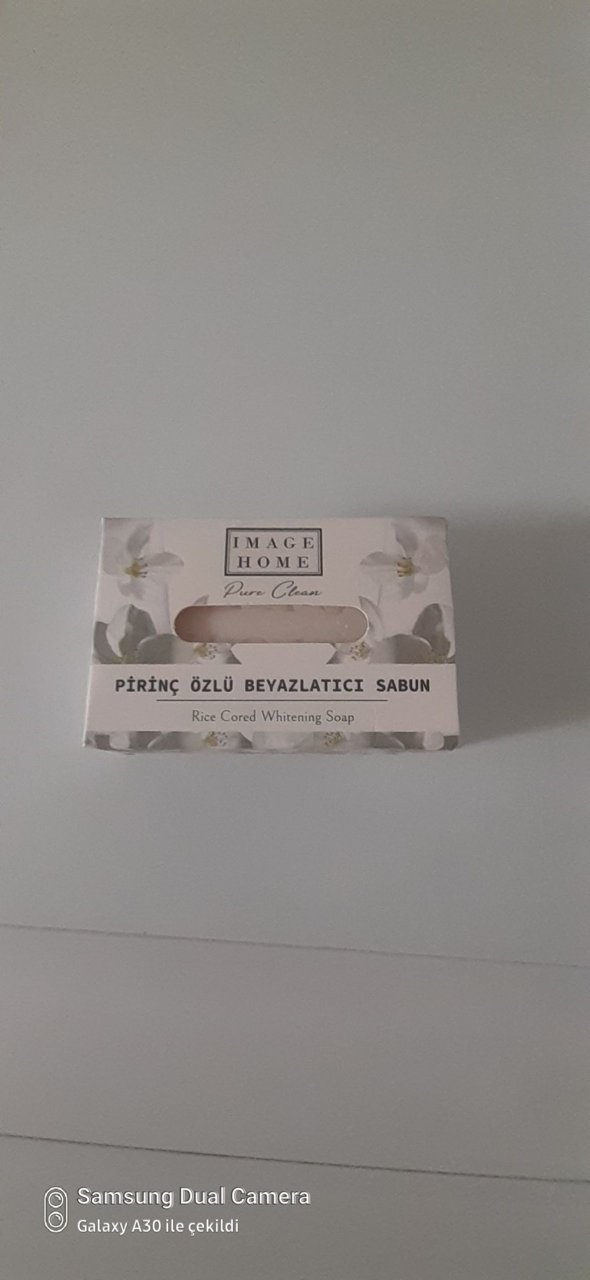 IMAGE
HOME
Pure Clean
PİRİNÇ ÖZLÜ BEYAZLATICI SABUN
Rice Cored Whitening Soap
Samsung Dual Camera
Galaxy A30 ile çekildi